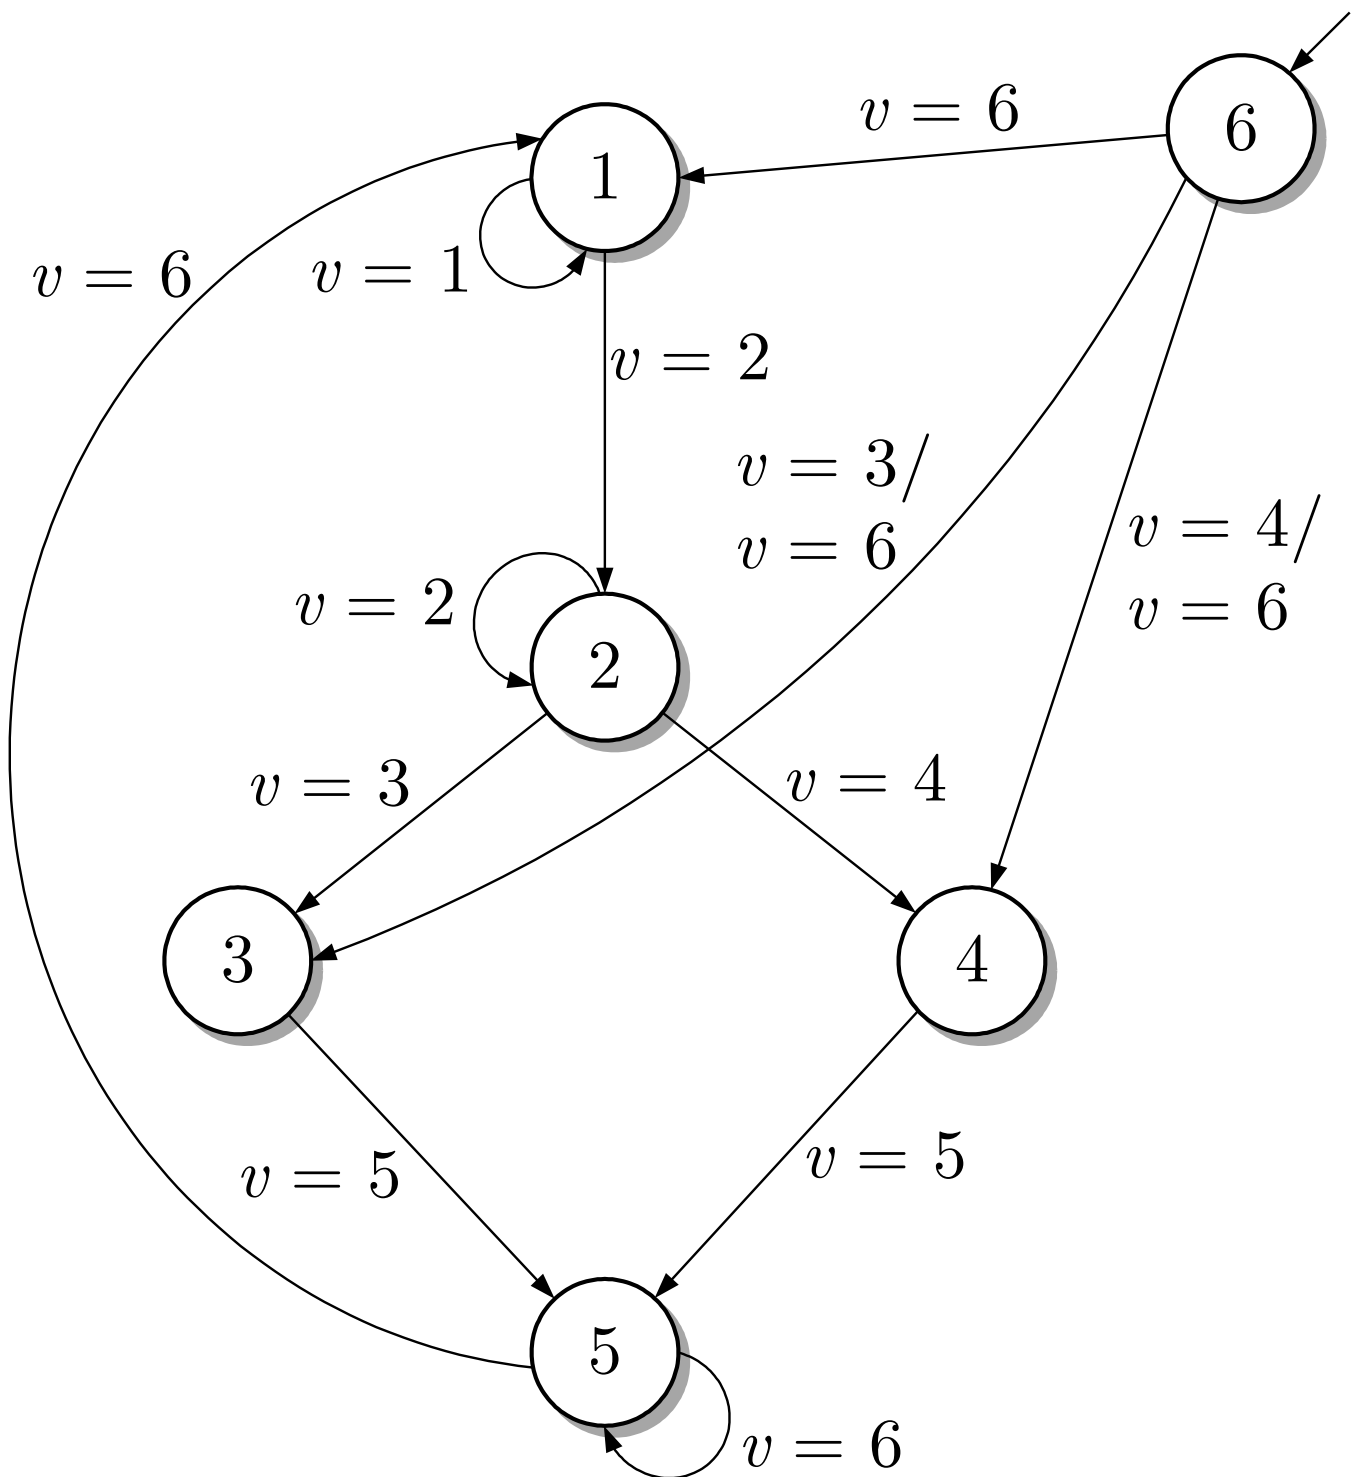 v = 6
6
1
v = 6
v = 1
v = 2
v = 3/
v = 6
v = 4/
v = 6
v = 2
2
v = 3
v = 4
3
4
v = 5
v = 5
5
v = 6